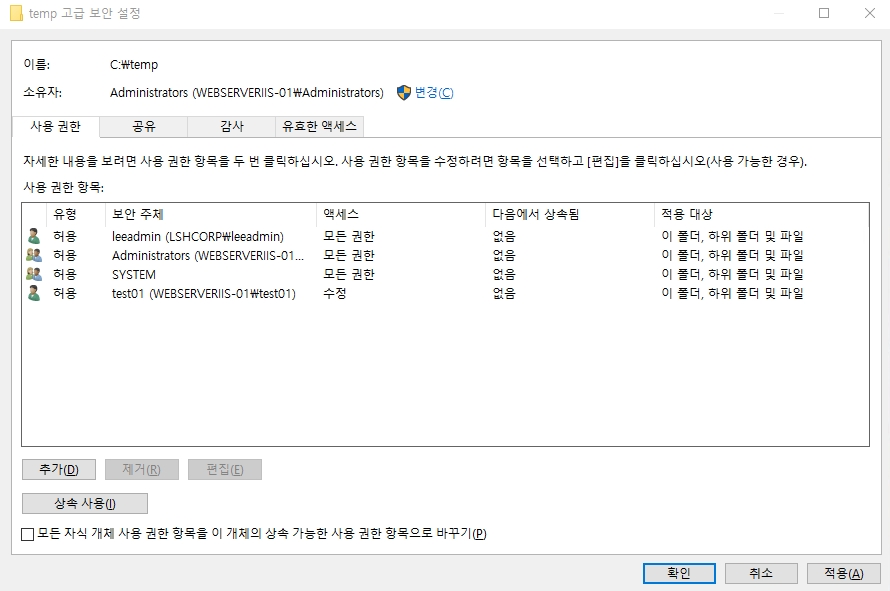 temp 고급 보안 설정
이름: C:\temp
소유자: Administrators (WEBSERVERIIS-01\Administrators) 변경(C)
사용 권한 공유 감사 유효한 액세스
자세한 내용을 보려면 사용 권한 항목을 두 번 클릭하십시오. 사용 권한 항목을 수정하려면 항목을 선택하고 [편집]을 클릭하십시오(사용 가능한 경우).
사용 권한 항목:
유형 보안 주체 액세스 다음에서 상속됨 적용 대상
허용 leeadmin (LSHCORP\leeadmin) 모든 권한 없음 이 폴더, 하위 폴더 및 파일
허용 Administrators (WEBSERVERIIS-01... 모든 권한 없음 이 폴더, 하위 폴더 및 파일
허용 SYSTEM 모든 권한 없음 이 폴더, 하위 폴더 및 파일
허용 test01 (WEBSERVERIIS-01\test01) 수정 없음 이 폴더, 하위 폴더 및 파일
추가(D) 제거(R) 편집(E)
상속 사용(I)
모든 자식 개체 사용 권한 항목을 이 개체의 상속 가능한 사용 권한 항목으로 바꾸기(P)
확인 취소 적용(A)